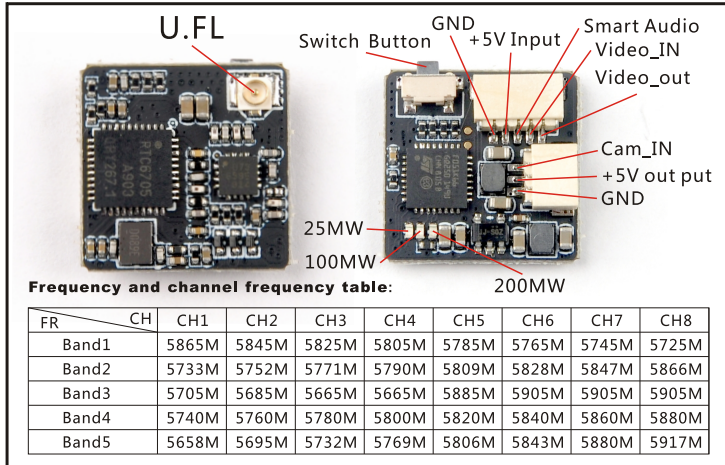 U.FL
GND
Smart Audio
Switch Button
+5V Input
Video_IN
Video_out
RTC6705
Cam_IN
+5V out put
GND
25MW
100MW
200MW
Frequency and channel frequency table:
FR CH CH1 CH2 CH3 CH4 CH5 CH6 CH7 CH8
Band1 5865M 5845M 5825M 5805M 5785M 5765M 5745M 5725M
Band2 5733M 5752M 5771M 5790M 5809M 5828M 5847M 5866M
Band3 5705M 5685M 5665M 5665M 5885M 5905M 5905M 5905M
Band4 5740M 5760M 5780M 5800M 5820M 5840M 5860M 5880M
Band5 5658M 5695M 5732M 5769M 5806M 5843M 5880M 5917M